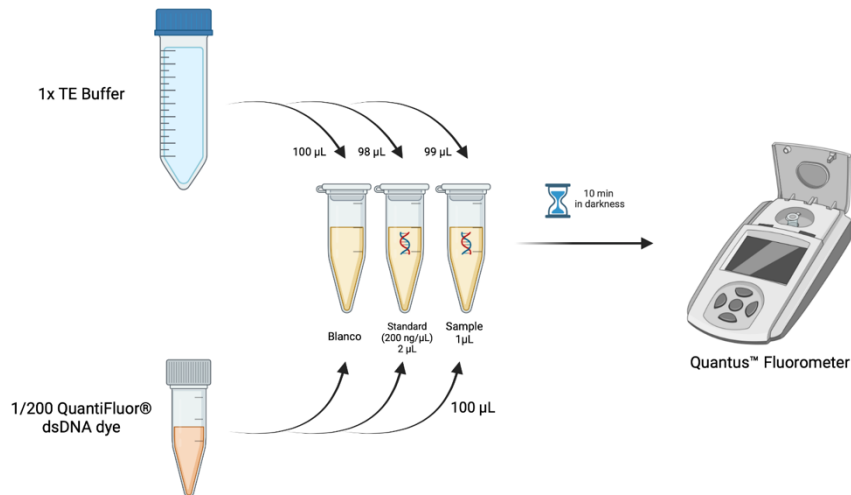 1x TE Buffer
100 µL
98 µL
99 µL
10 min
in darkness
Blanco
Standard
(200 ng/µL)
2 µL
Sample
1µL
Quantus™ Fluorometer
1/200 QuantiFluor®
dsDNA dye
100 µL